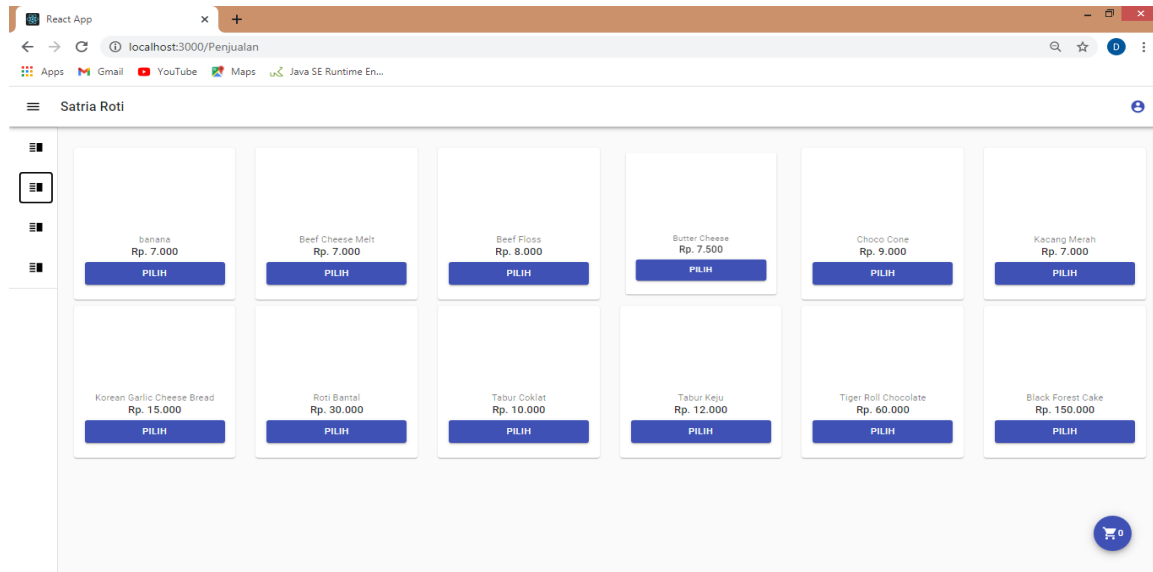 React App
localhost:3000/Penjualan
D
Apps Gmail YouTube Maps Java SE Runtime En...
Satria Roti
banana
Rp. 7.000
PILIH
Beef Cheese Melt
Rp. 7.000
PILIH
Beef Floss
Rp. 8.000
PILIH
Butter Cheese
Rp. 7.500
PILIH
Choco Cone
Rp. 9.000
PILIH
Kacang Merah
Rp. 7.000
PILIH
Korean Garlic Cheese Bread
Rp. 15.000
PILIH
Roti Bantal
Rp. 30.000
PILIH
Tabur Coklat
Rp. 10.000
PILIH
Tabur Keju
Rp. 12.000
PILIH
Tiger Roll Chocolate
Rp. 60.000
PILIH
Black Forest Cake
Rp. 150.000
PILIH
0